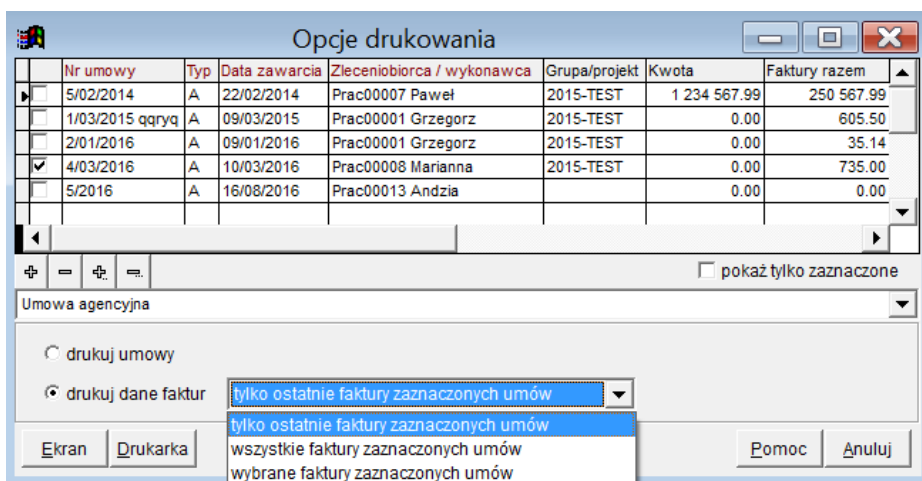 Opcje drukowania
Nr umowy Typ Data zawarcia Zleceniobiorca / wykonawca Grupa/projekt Kwota Faktury razem
5/02/2014 A 22/02/2014 Prac00007 Paweł 2015-TEST 1 234 567.99 250 567.99
1/03/2015 qqryq A 09/03/2015 Prac00001 Grzegorz 2015-TEST 0.00 605.50
2/01/2016 A 09/01/2016 Prac00001 Grzegorz 2015-TEST 0.00 35.14
4/03/2016 A 10/03/2016 Prac00008 Marianna 2015-TEST 0.00 735.00
5/2016 A 16/08/2016 Prac00013 Andzia 0.00 0.00
pokaż tylko zaznaczone
Umowa agencyjna
drukuj umowy
drukuj dane faktur tylko ostatnie faktury zaznaczonych umów
tylko ostatnie faktury zaznaczonych umów
Ekran Drukarka wszystkie faktury zaznaczonych umów Pomoc Anuluj
wybrane faktury zaznaczonych umów